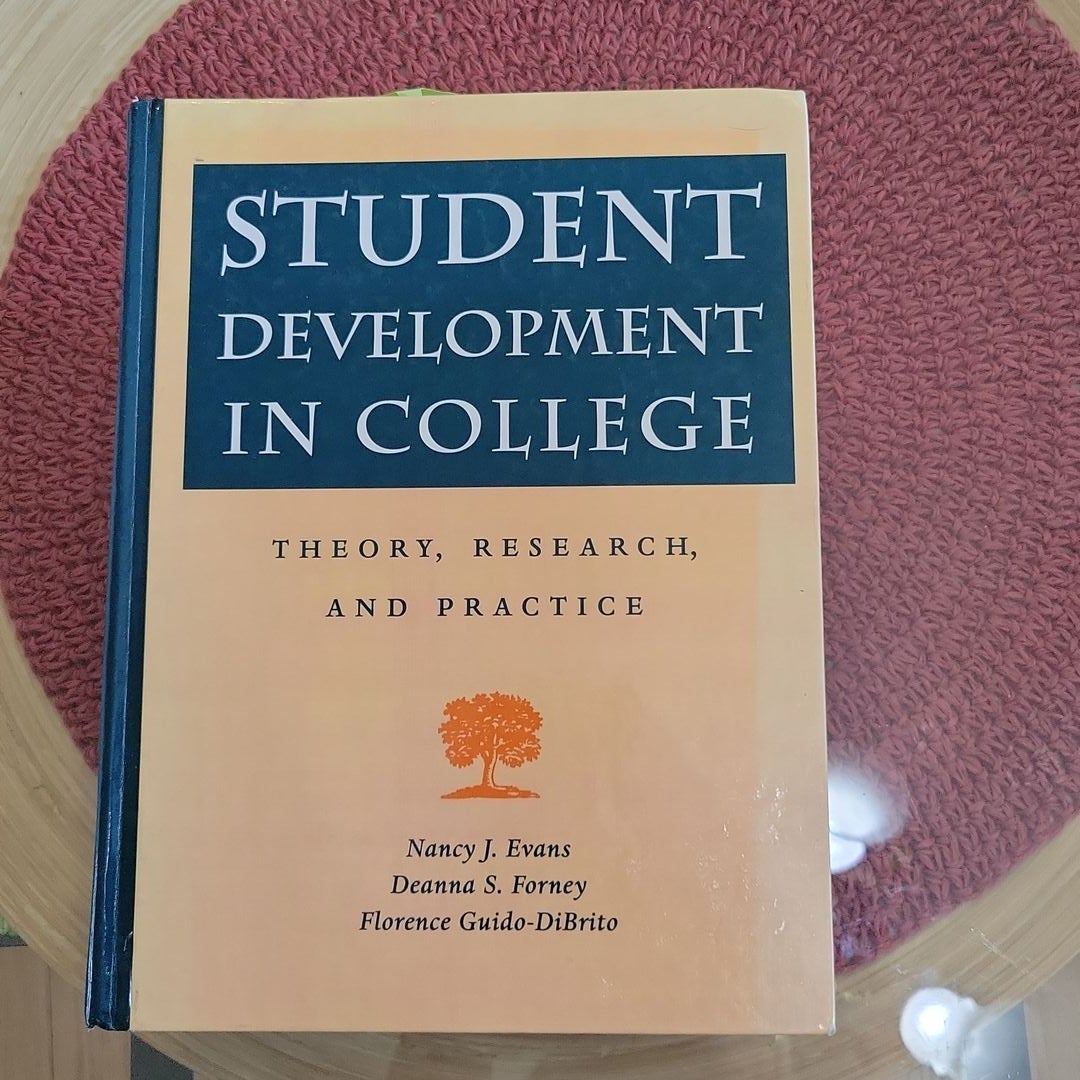 STUDENT
DEVELOPMENT
IN COLLEGE
THEORY, RESEARCH,
AND PRACTICE
Nancy J. Evans
Deanna S. Forney
Florence Guido-DiBrito